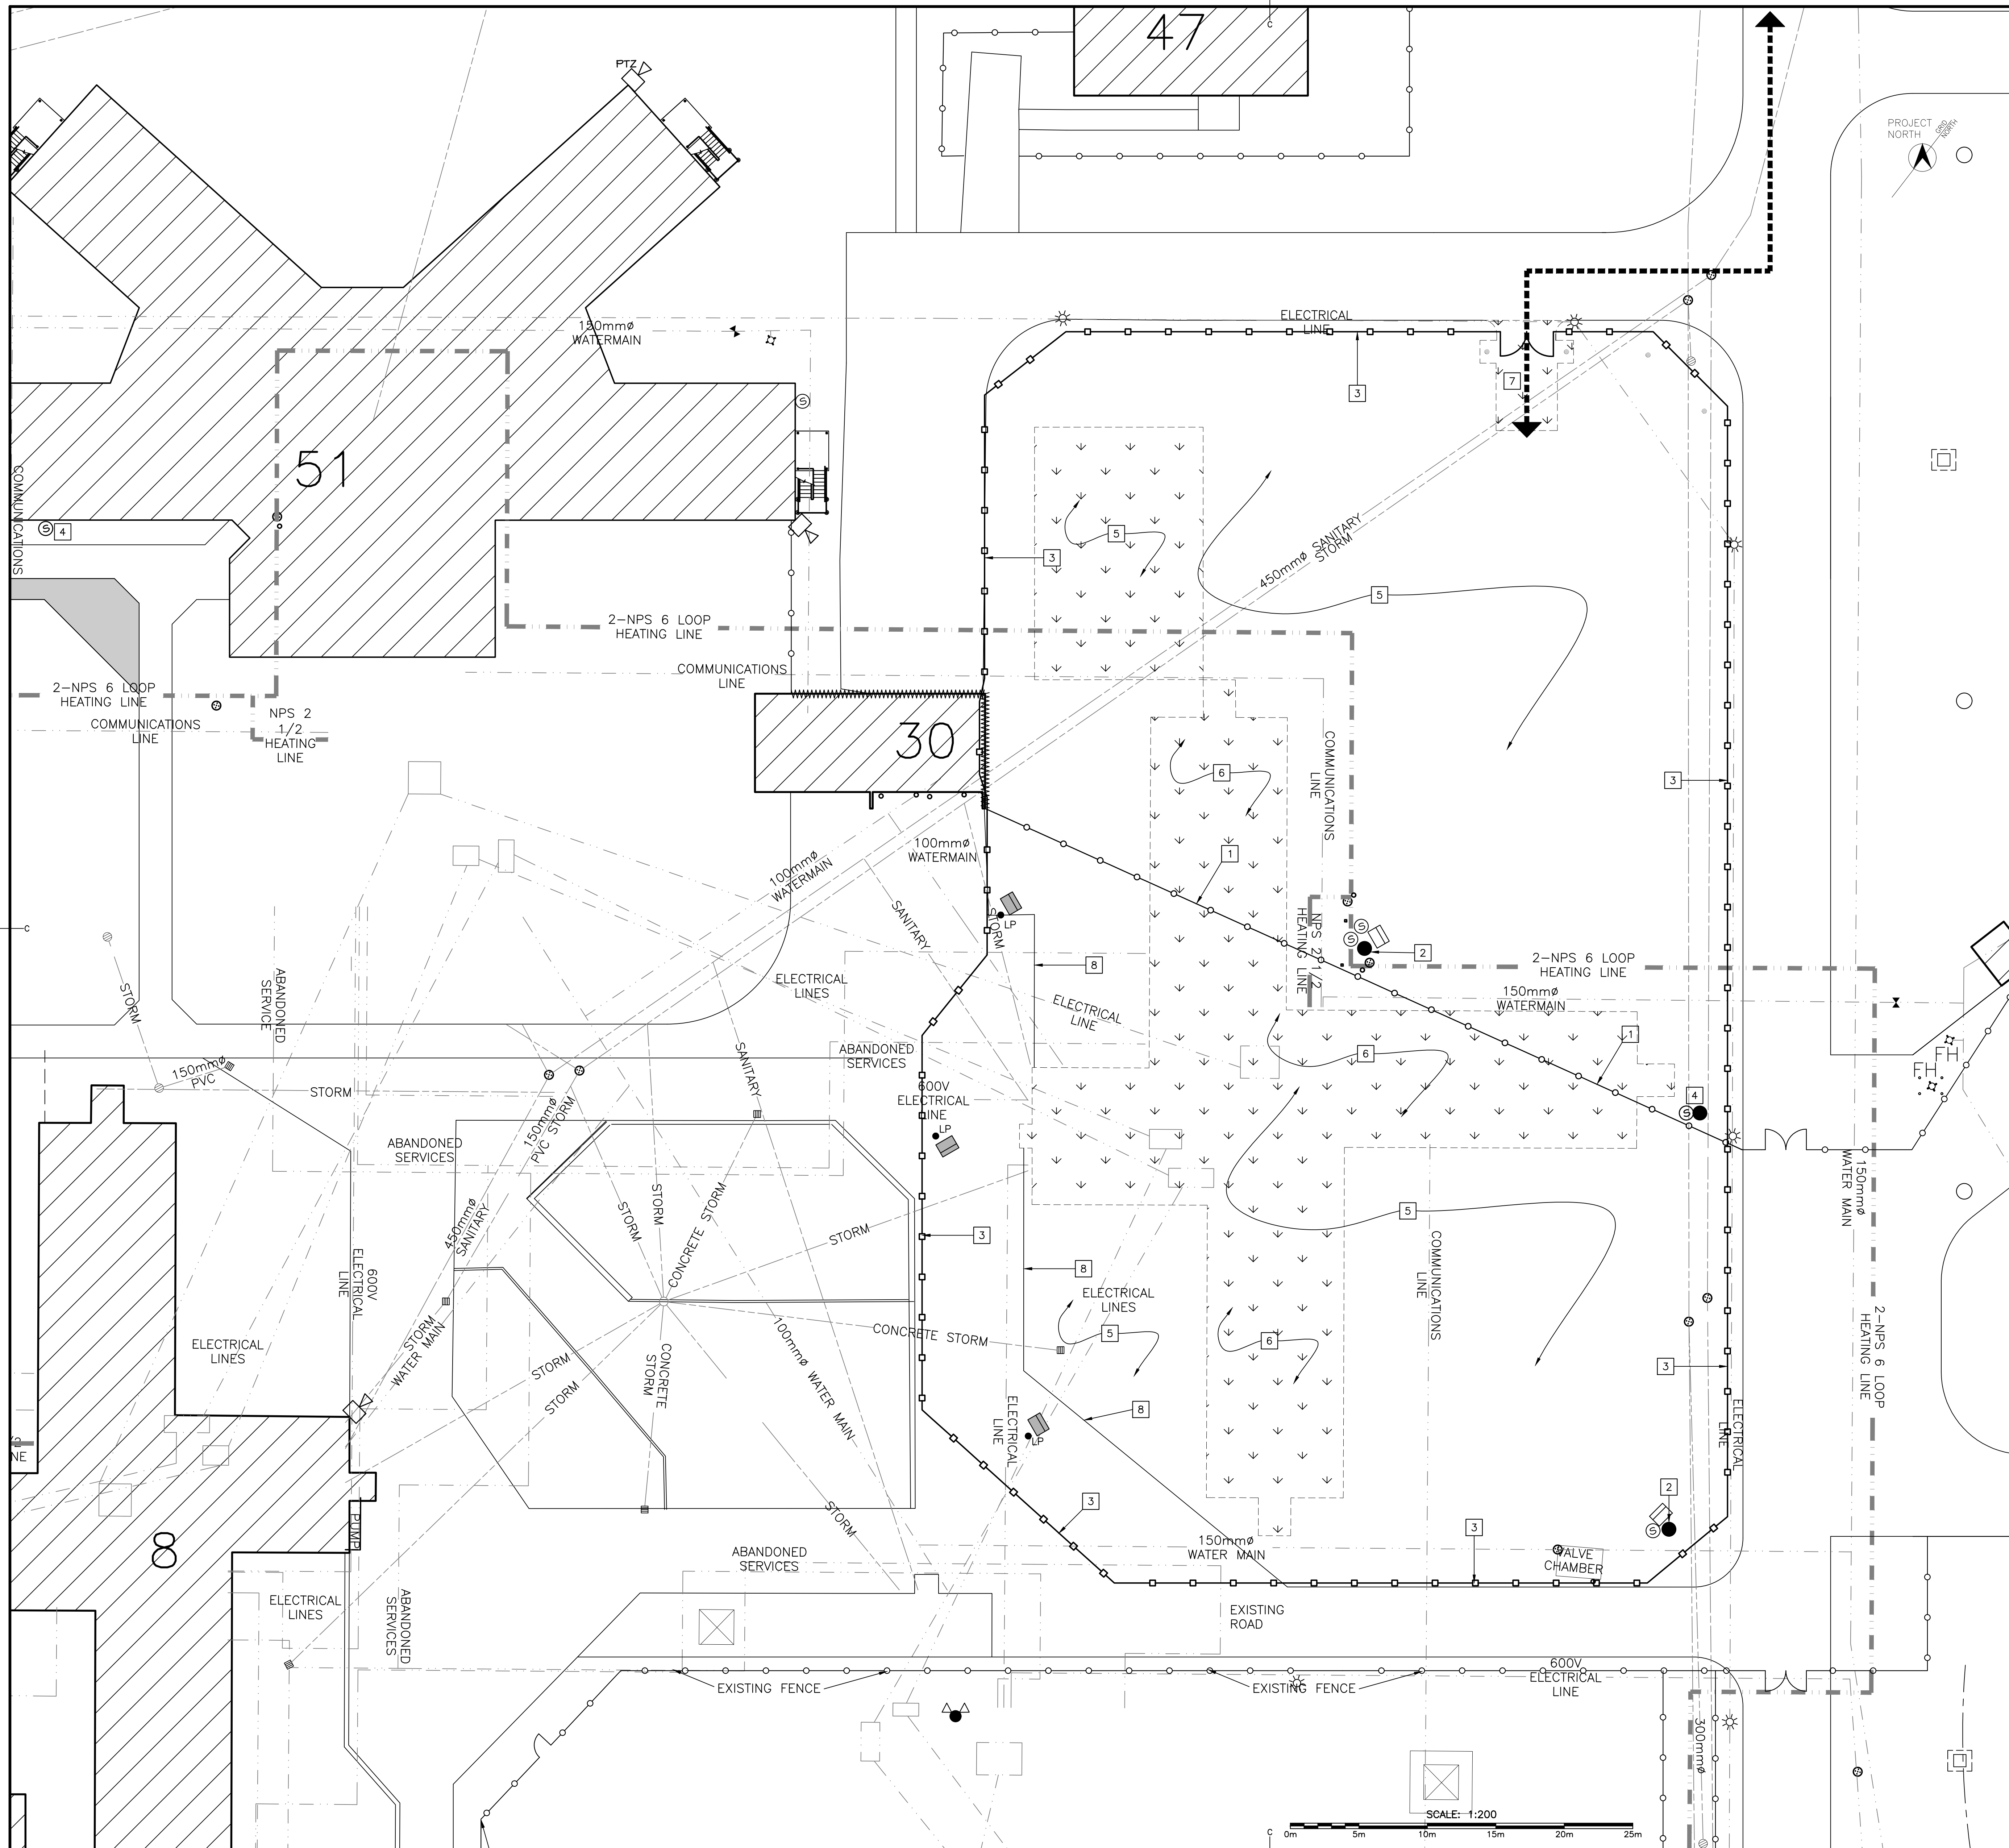 47
C
PTZ
PROJECT
NORTH
GRID
NORTH
ELECTRICAL
LINE
150mmø
WATERMAIN
7
3
S
51
COMMUNICATIONS
S
4
5
3
450mmø SANITARY
STORM
5
2-NPS 6 LOOP
HEATING LINE
COMMUNICATIONS
LINE
2-NPS 6 LOOP
HEATING LINE
COMMUNICATIONS
LINE
NPS 2
1/2
HEATING
LINE
30
6
COMMUNICATIONS
LINE
3
100mmø
WATERMAIN
100mmø
WATERMAIN
1
SANITARY
STORM
LP
NPS 2 1/2
HEATING LINE
S
S
2
C
8
2-NPS 6 LOOP
HEATING LINE
150mmø
WATERMAIN
ELECTRICAL
LINES
ABANDONED
SERVICE
STORM
ELECTRICAL
LINE
1
6
ABANDONED
SERVICES
SANITARY
150mmø
PVC
STORM
600V
ELECTRICAL
LINE
FH
FH
4
S
LP
150mmø
PVC STORM
ABANDONED
SERVICES
150mmø
WATER MAIN
STORM
STORM
CONCRETE STORM
450mmø
SANITARY
STORM
3
5
8
ELECTRICAL
LINES
COMMUNICATIONS
LINE
600V
ELECTRICAL
LINE
STORM
WATER MAIN
ELECTRICAL
LINES
CONCRETE STORM
5
6
3
2-NPS 6 LOOP
HEATING LINE
STORM
STORM
CONCRETE
STORM
100mmø WATER MAIN
8
ELECTRICAL
LINE
LP
ELECTRICAL
LINE
/2
NE
8
PUMP
STORM
3
3
2
S
150mmø
WATER MAIN
VALVE
CHAMBER
ABANDONED
SERVICES
ELECTRICAL
LINES
ABANDONED
SERVICES
EXISTING
ROAD
EXISTING FENCE
EXISTING FENCE
600V
ELECTRICAL
LINE
300mmø
SCALE: 1:200
C
0m 5m 10m 15m 20m 25m